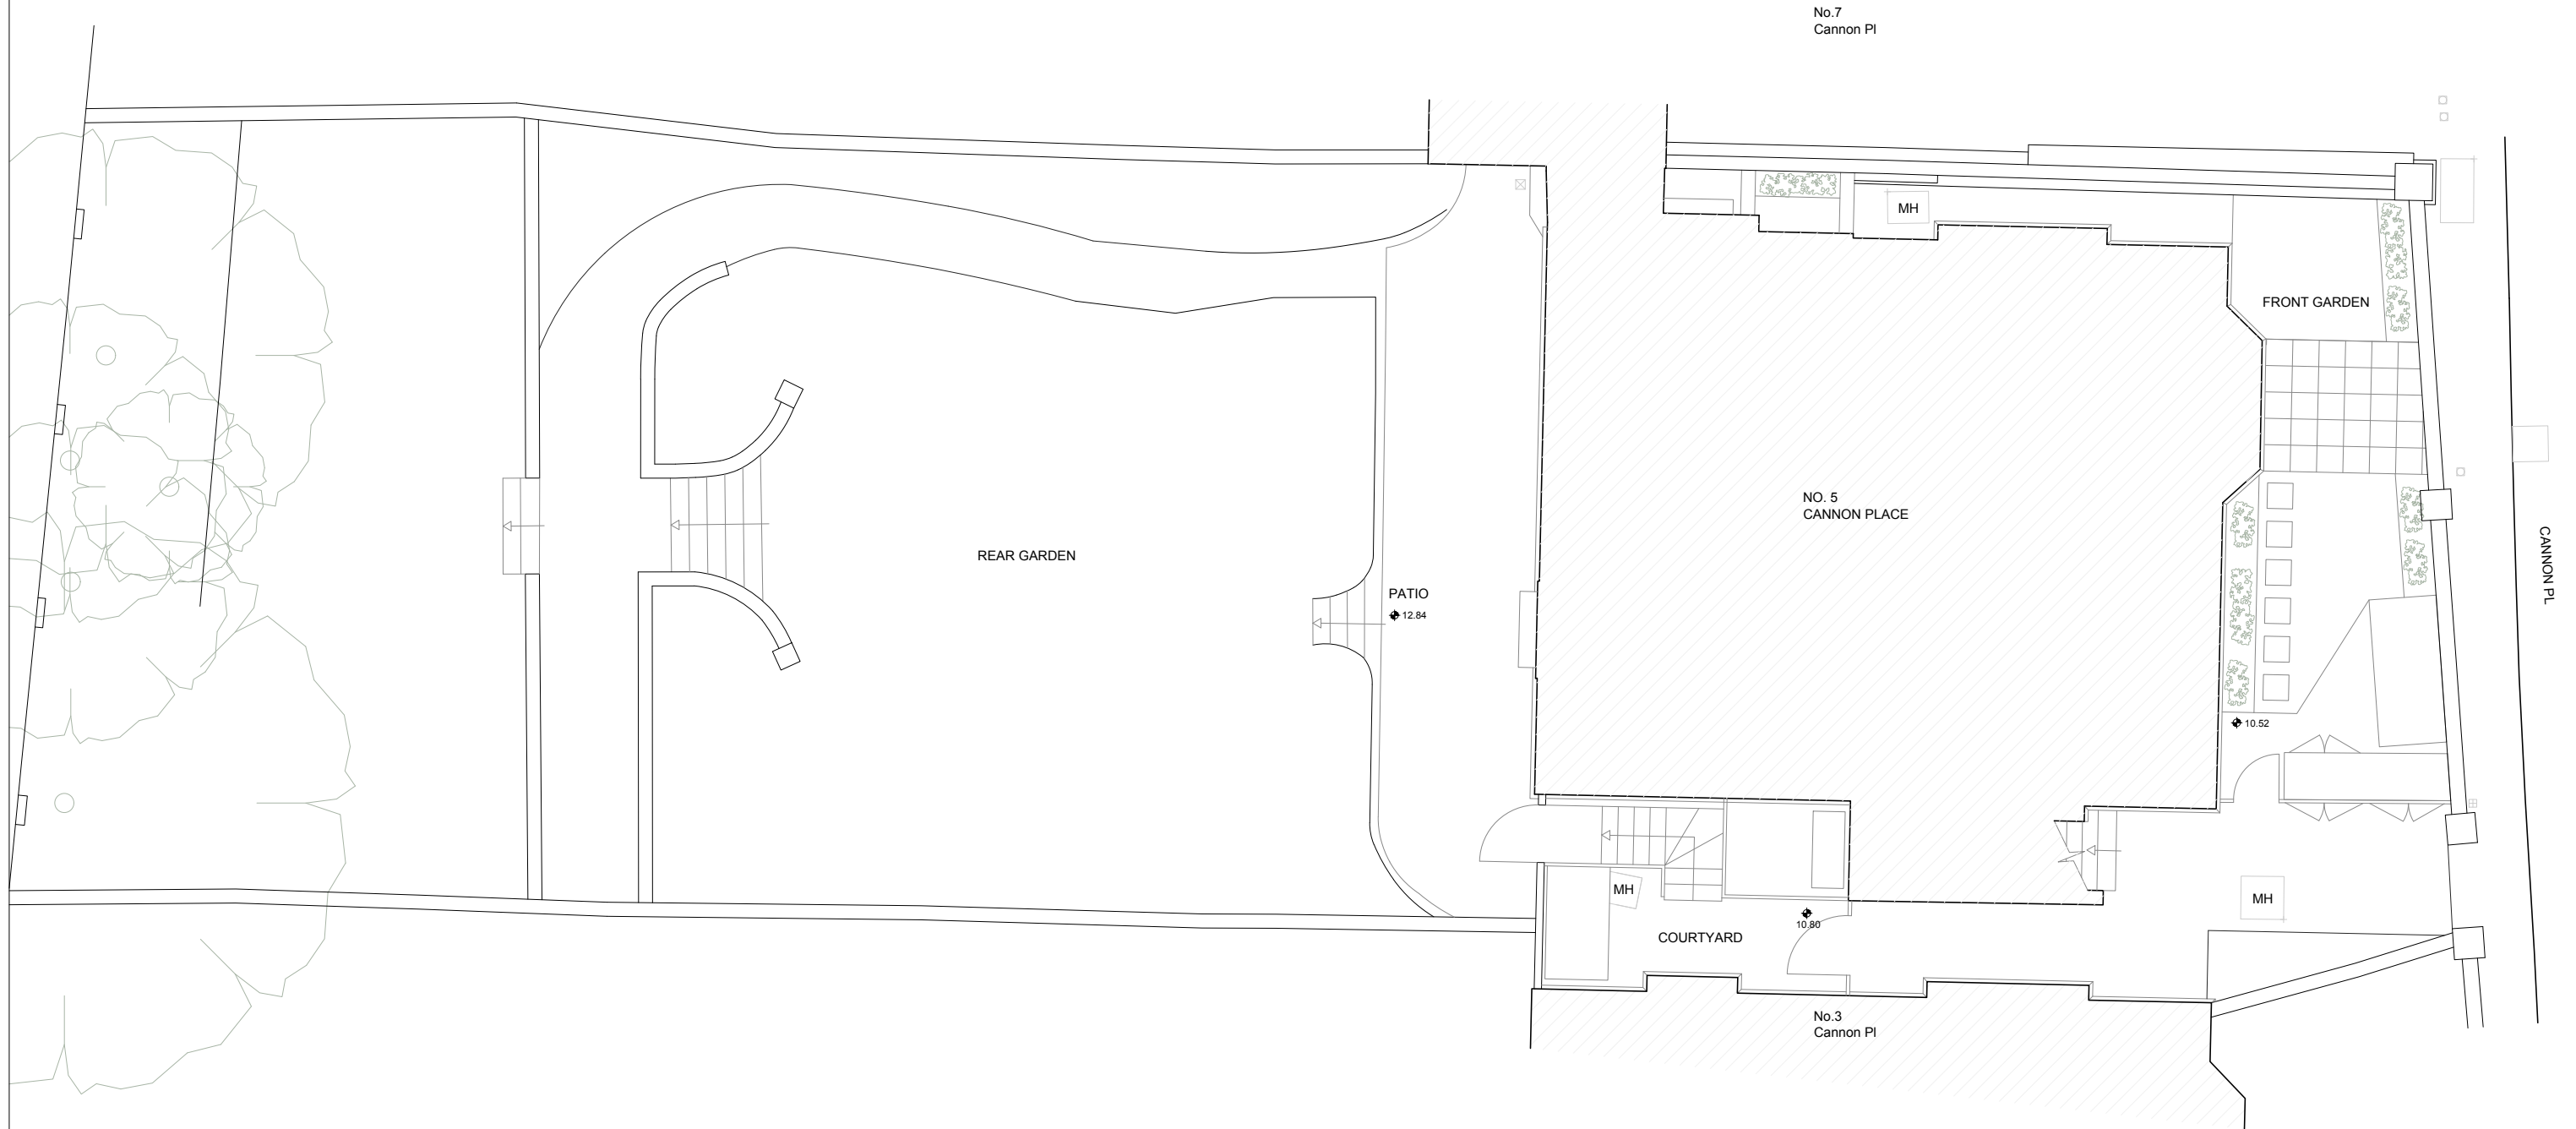 No.7
Cannon Pl
MH
FRONT GARDEN
NO. 5
CANNON PLACE
REAR GARDEN
CANNON PL
PATIO
12.84
10.52
MH
MH
10.80
COURTYARD
No.3
Cannon Pl